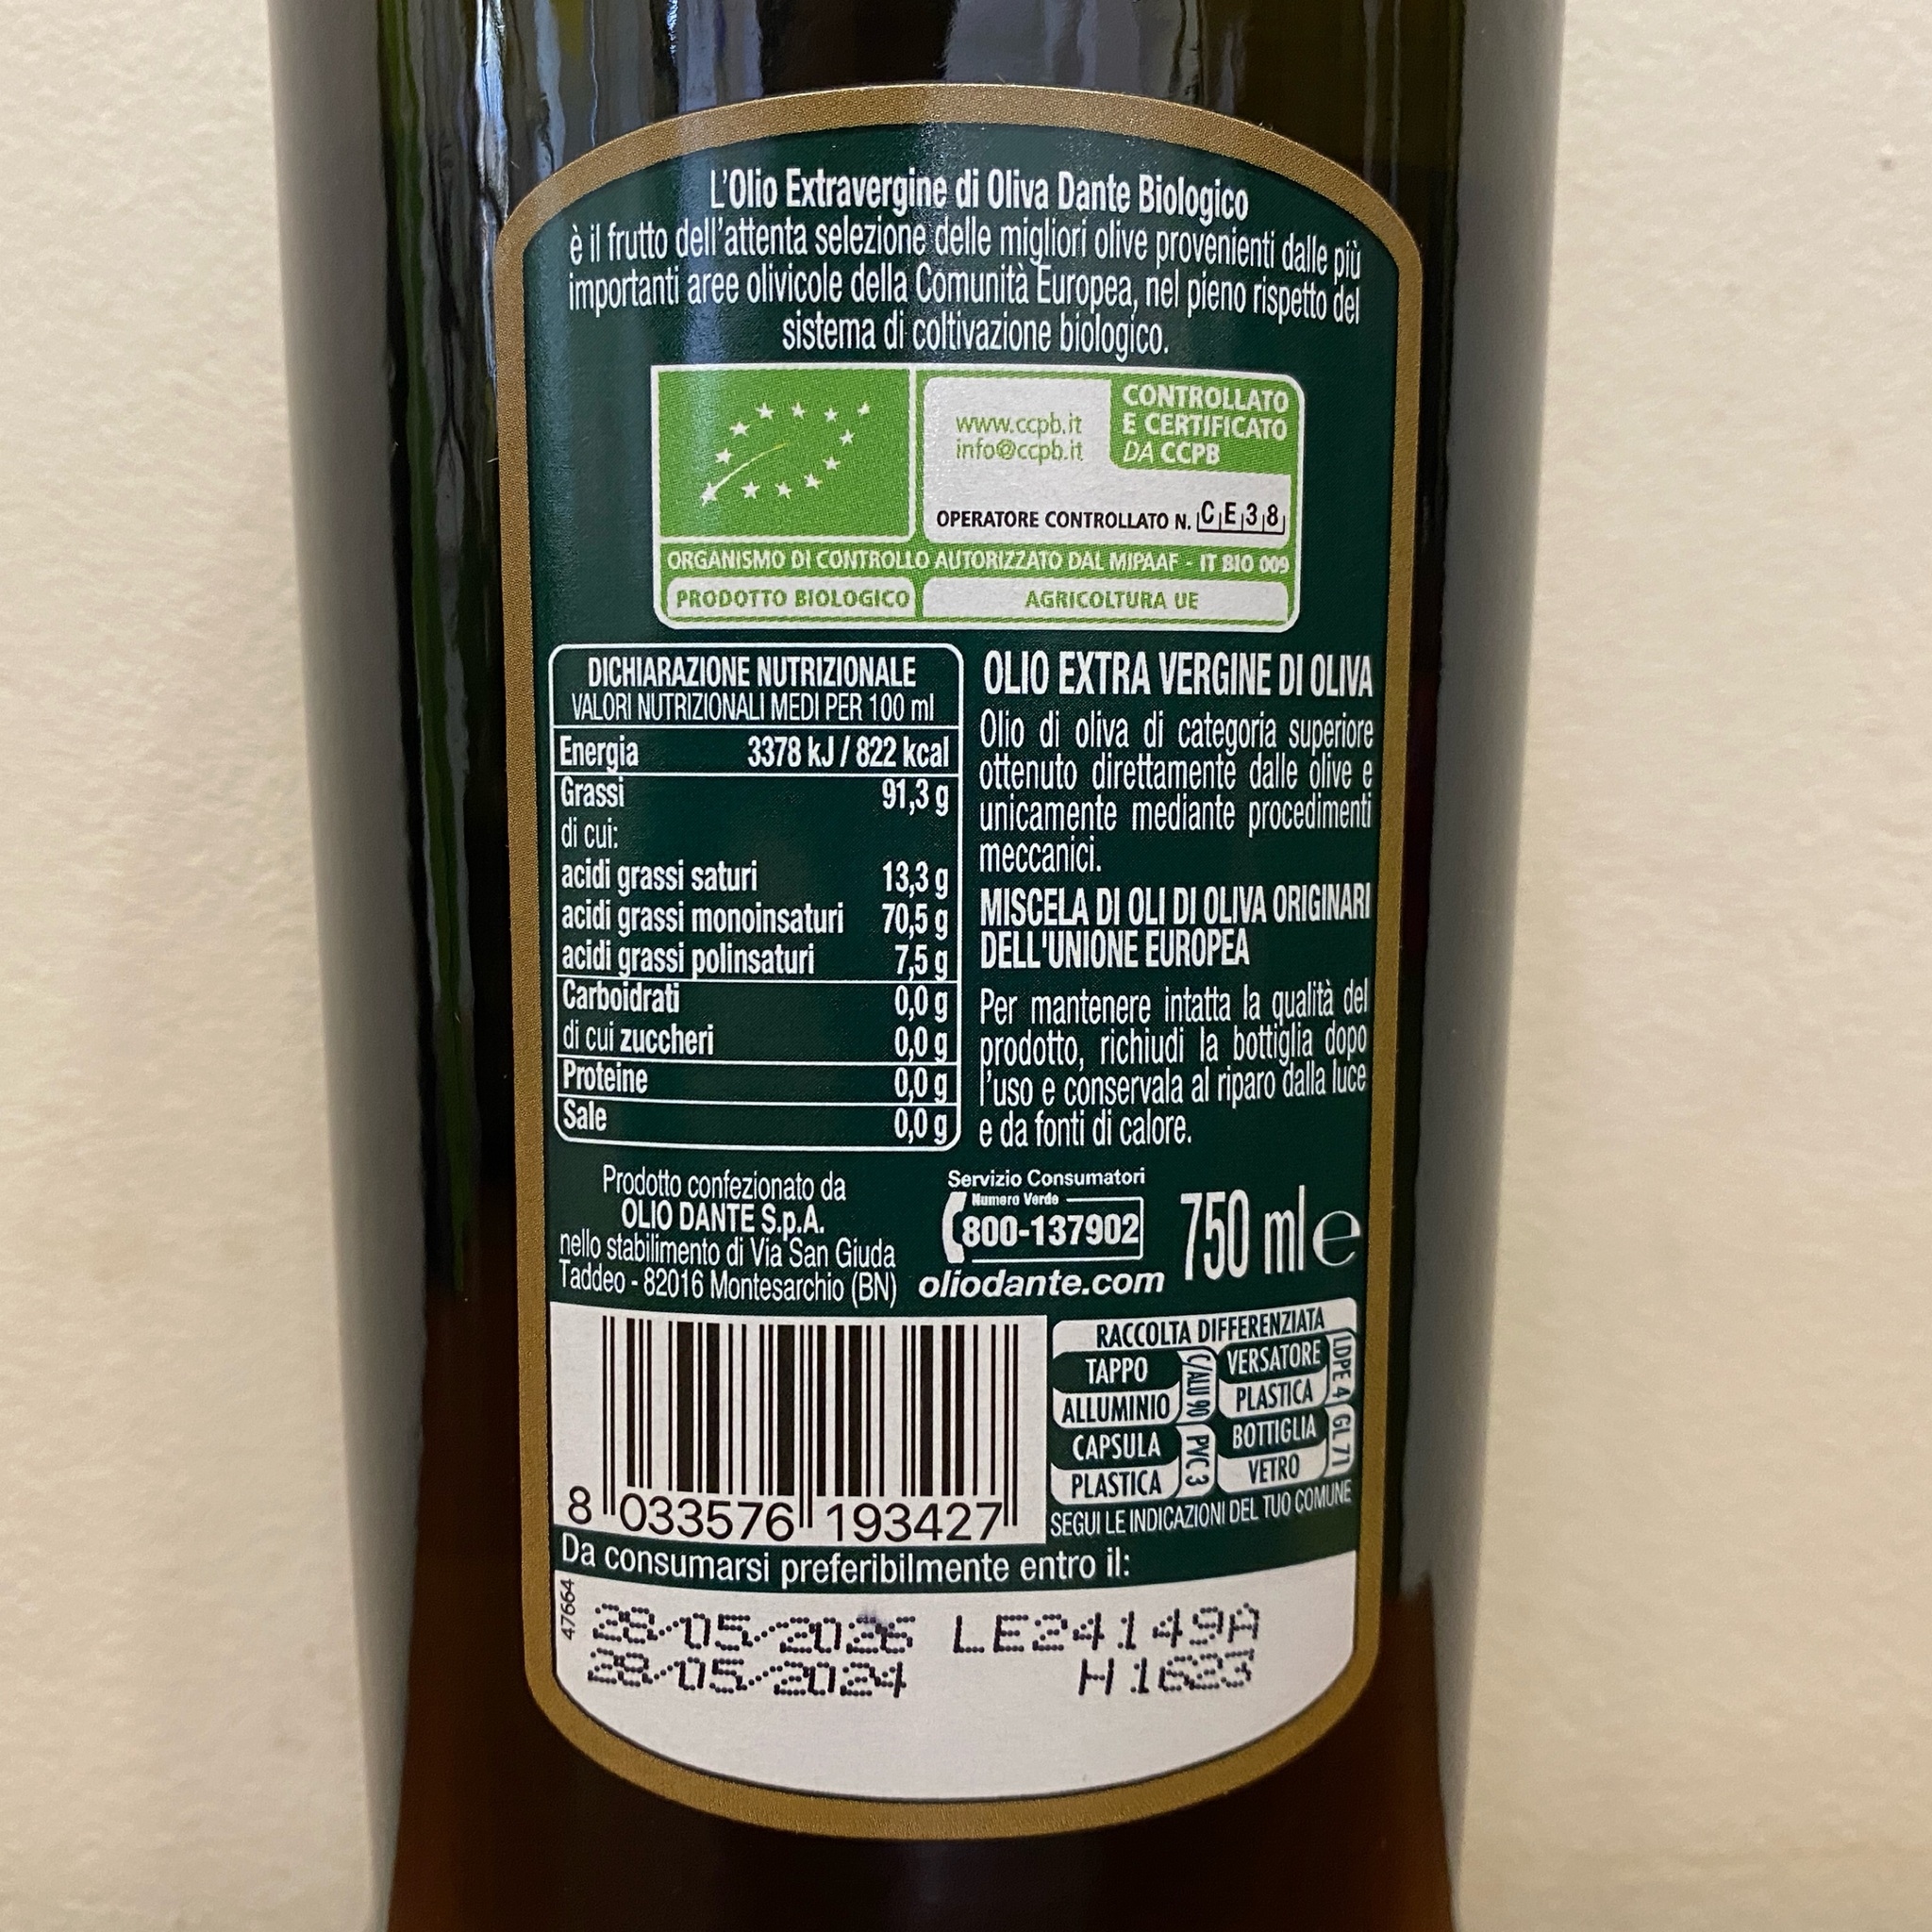 L'Olio Extravergine di Oliva Dante Biologico
è il frutto dell'attenta selezione delle migliori olive provenienti dalle più
importanti aree olivicole della Comunità Europea, nel pieno rispetto del
sistema di coltivazione biologico.
www.ccpb.it
info@ccpb.it
CONTROLLATO
E CERTIFICATO
DA CCPB
OPERATORE CONTROLLATO N. C E 3 8
ORGANISMO DI CONTROLLO AUTORIZZATO DAL MIPAAF - IT BIO 009
PRODOTTO BIOLOGICO
AGRICOLTURA UE
DICHIARAZIONE NUTRIZIONALE
VALORI NUTRIZIONALI MEDI PER 100 ml
Energia 3378 kJ / 822 kcal
Grassi 91,3 g
di cui:
acidi grassi saturi 13,3 g
acidi grassi monoinsaturi 70,5 g
acidi grassi polinsaturi 7,5 g
Carboidrati 0,0 g
di cui zuccheri 0,0 g
Proteine 0,0 g
Sale 0,0 g
OLIO EXTRA VERGINE DI OLIVA
Olio di oliva di categoria superiore
ottenuto direttamente dalle olive e
unicamente mediante procedimenti
meccanici.
MISCELA DI OLI DI OLIVA ORIGINARI
DELL'UNIONE EUROPEA
Per mantenere intatta la qualità del
prodotto, richiudi la bottiglia dopo
l'uso e conservala al riparo dalla luce
e da fonti di calore.
Prodotto confezionato da
OLIO DANTE S.p.A.
nello stabilimento di Via San Giuda
Taddeo - 82016 Montesarchio (BN)
Servizio Consumatori
Numero Verde
800-137902
oliodante.com
750 ml e
8 033576 193427
RACCOLTA DIFFERENZIATA
TAPPO
ALLUMINIO
C/ALU 90
VERSATORE
PLASTICA
LDPE 4
CAPSULA
PLASTICA
PVC 3
BOTTIGLIA
VETRO
GL 71
SEGUI LE INDICAZIONI DEL TUO COMUNE
Da consumarsi preferibilmente entro il:
47664
28/05/2026 LE24149A
28/05/2024 H 1623